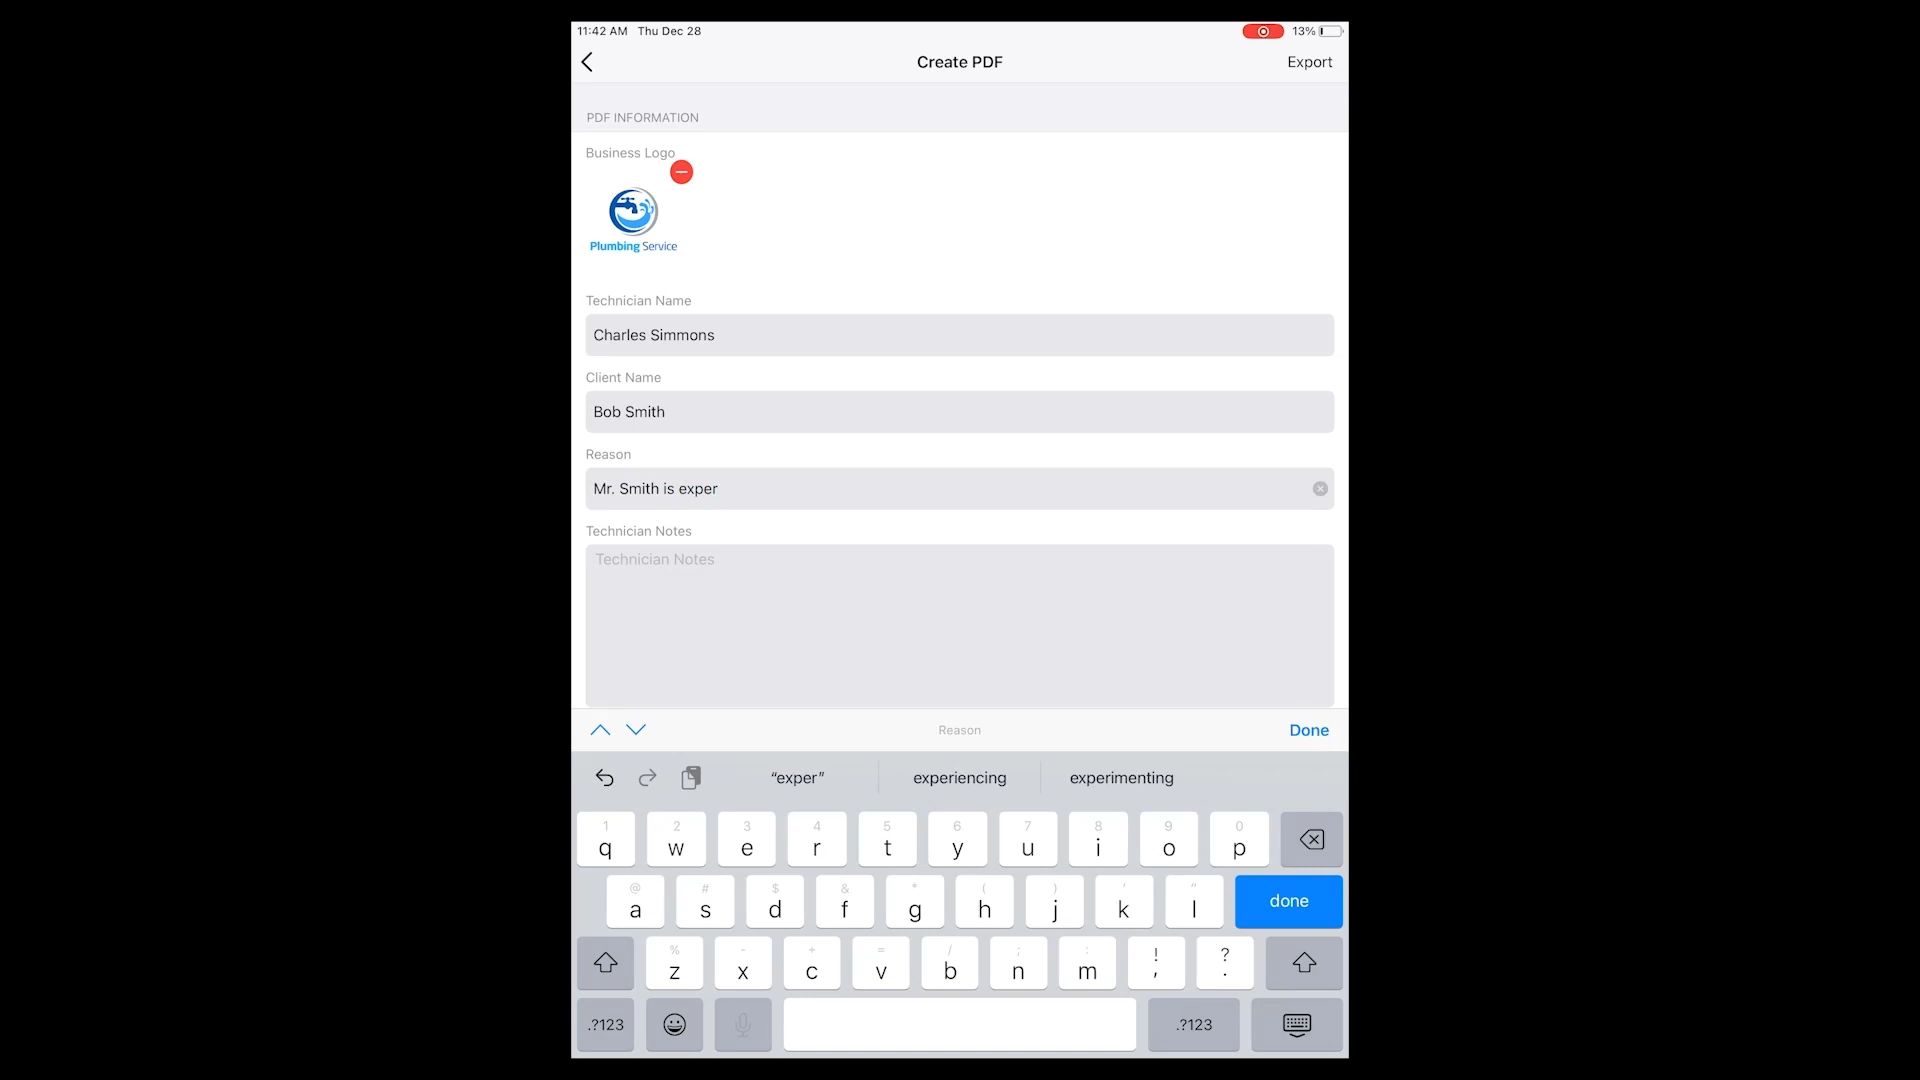 11:42 AM Thu Dec 28 13%
Create PDF Export
PDF INFORMATION
Business Logo
Plumbing Service
Technician Name
Charles Simmons
Client Name
Bob Smith
Reason
Mr. Smith is exper
Technician Notes
Technician Notes
Reason Done
“exper” experiencing experimenting
1 2 3 4 5 6 7 8 9 0
q w e r t y u i o p
@ # $ & * ( ) ' "
a s d f g h j k l done
% - + = / ; : ! ?
z x c v b n m , .
.?123 .?123